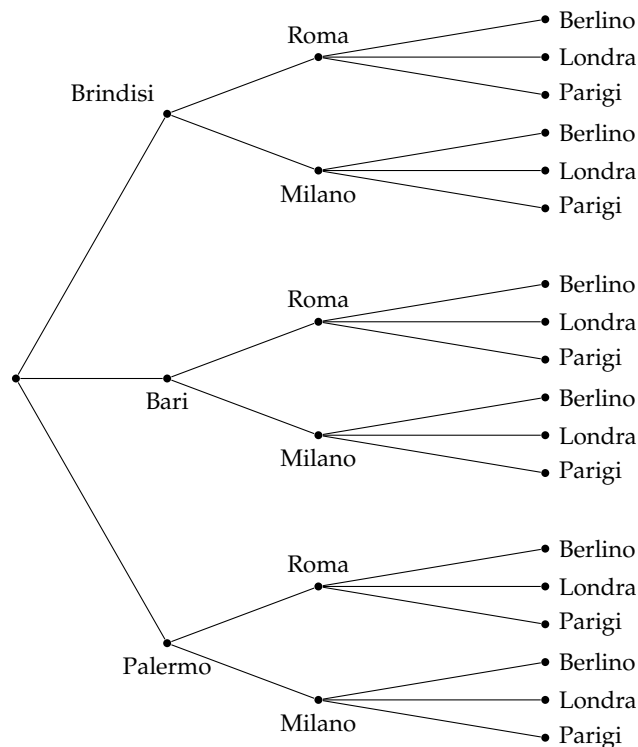 Berlino
Roma
Londra
Brindisi
Parigi
Berlino
Londra
Milano
Parigi
Berlino
Roma
Londra
Parigi
Bari
Berlino
Londra
Milano
Parigi
Berlino
Roma
Londra
Parigi
Palermo
Berlino
Londra
Milano
Parigi